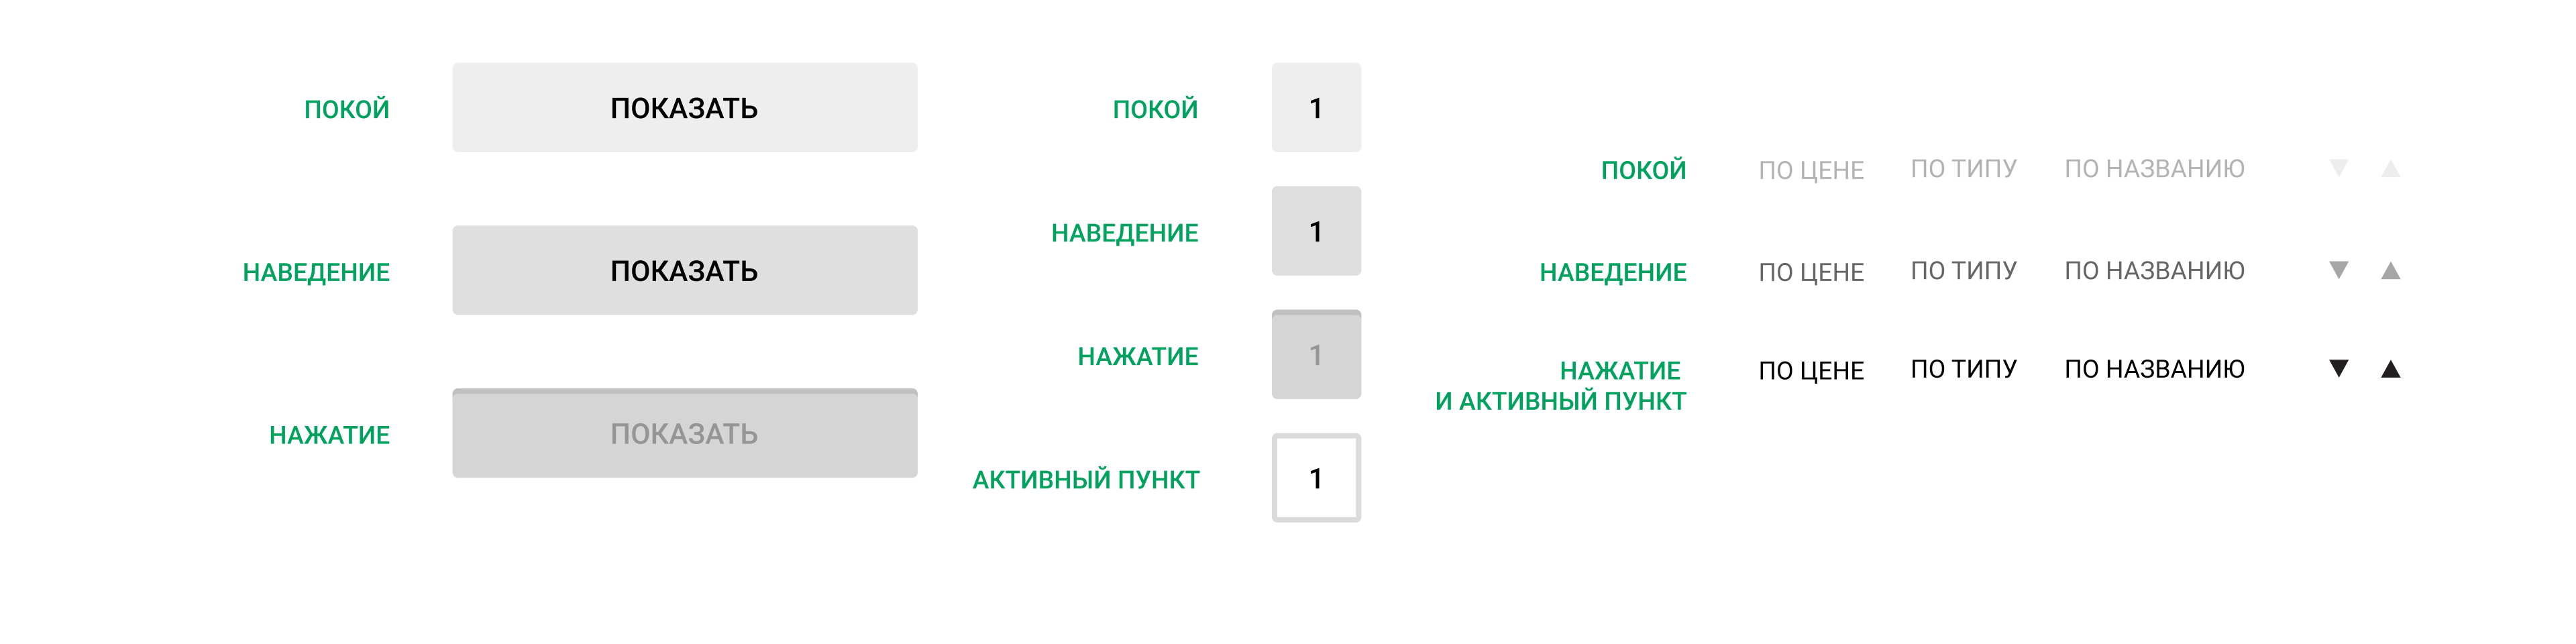 ПОКОЙ
ПОКАЗАТЬ
НАВЕДЕНИЕ
ПОКАЗАТЬ
НАЖАТИЕ
ПОКАЗАТЬ
ПОКОЙ
1
НАВЕДЕНИЕ
1
НАЖАТИЕ
1
АКТИВНЫЙ ПУНКТ
1
ПОКОЙ
ПО ЦЕНЕ ПО ТИПУ ПО НАЗВАНИЮ
НАВЕДЕНИЕ
ПО ЦЕНЕ ПО ТИПУ ПО НАЗВАНИЮ
НАЖАТИЕ
И АКТИВНЫЙ ПУНКТ
ПО ЦЕНЕ ПО ТИПУ ПО НАЗВАНИЮ